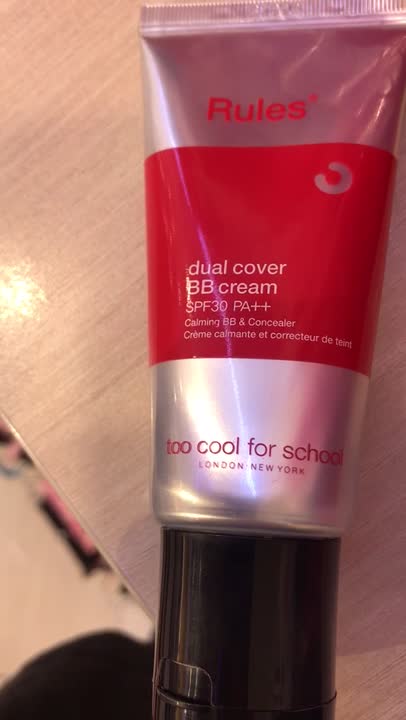 Rules®
dual cover
BB cream
SPF30 PA++
Calming BB & Concealer
Crème calmante et correcteur de teint
too cool for school
LONDON/NEW YORK